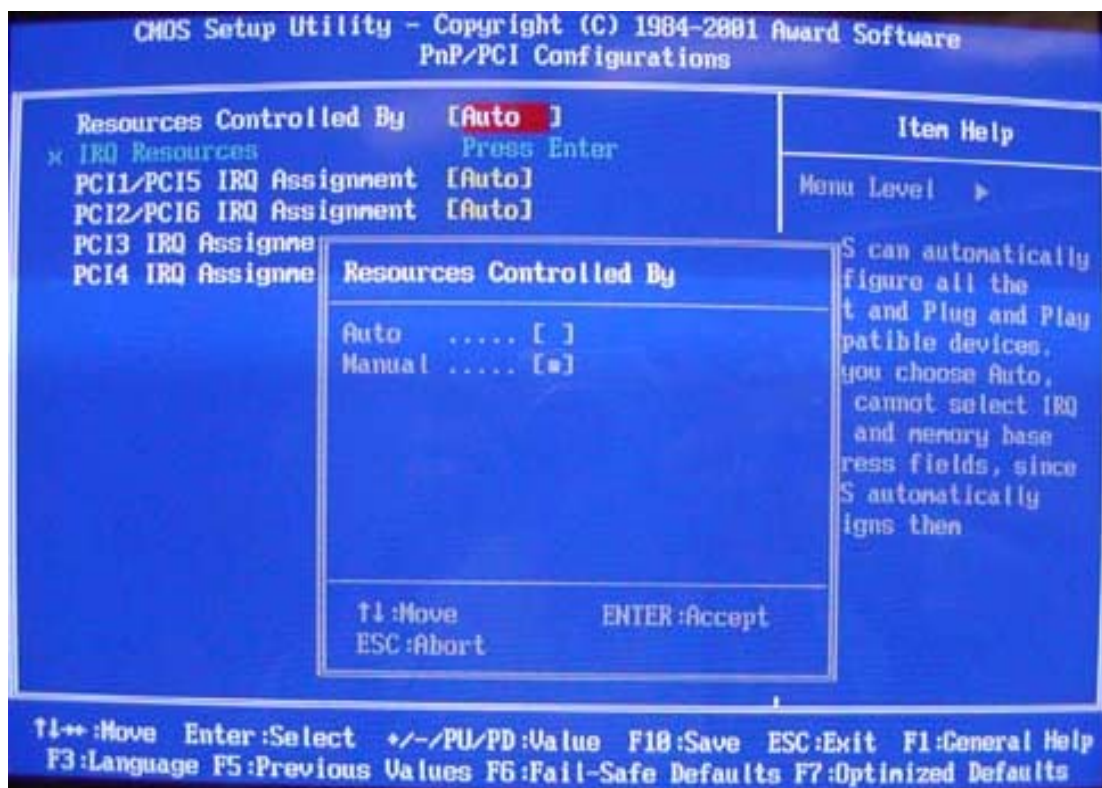 CMOS Setup Utility - Copyright (C) 1984-2001 Award Software
PnP/PCI Configurations
Resources Controlled By [Auto ]
x IRQ Resources Press Enter
PCI1/PCI5 IRQ Assignment [Auto]
PCI2/PCI6 IRQ Assignment [Auto]
PCI3 IRQ Assignme
PCI4 IRQ Assignme
Resources Controlled By
Auto ..... [ ]
Manual ..... [■]
↑↓:Move ENTER:Accept
ESC:Abort
Item Help
Menu Level ▶
S can automatically
figure all the
t and Plug and Play
patible devices.
you choose Auto,
cannot select IRQ
and memory base
ress fields, since
S automatically
igns them
↑↓→←:Move Enter:Select +/-/PU/PD:Value F10:Save ESC:Exit F1:General Help
F3:Language F5:Previous Values F6:Fail-Safe Defaults F7:Optimized Defaults